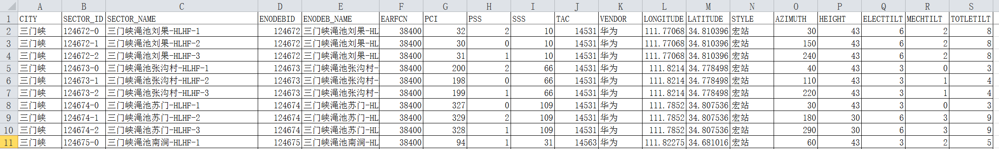 A B C D E F G H I J K L M N O P Q R S
1 CITY SECTOR_ID SECTOR_NAME ENODEBID ENODEB_NAME EARFCN PCI PSS SSS TAC VENDOR LONGITUDE LATITUDE STYLE AZIMUTH HEIGHT ELECTTILT MECHTILT TOTLETILT
2 三门峡 124672-0 三门峡渑池刘果-HLHF-1 124672 三门峡渑池刘果-HL 38400 32 2 10 14531 华为 111.77068 34.810396 宏站 30 43 6 2 8
3 三门峡 124672-1 三门峡渑池刘果-HLHF-2 124672 三门峡渑池刘果-HL 38400 30 0 10 14531 华为 111.77068 34.810396 宏站 150 43 6 2 8
4 三门峡 124672-2 三门峡渑池刘果-HLHF-3 124672 三门峡渑池刘果-HL 38400 31 1 10 14531 华为 111.77068 34.810396 宏站 240 43 6 2 8
5 三门峡 124673-0 三门峡渑池张沟村-HLHF-1 124673 三门峡渑池张沟村- 38400 200 2 66 14531 华为 111.8214 34.778498 宏站 40 43 3 0 3
6 三门峡 124673-1 三门峡渑池张沟村-HLHF-2 124673 三门峡渑池张沟村- 38400 198 0 66 14531 华为 111.8214 34.778498 宏站 110 43 3 1 4
7 三门峡 124673-2 三门峡渑池张沟村-HLHF-3 124673 三门峡渑池张沟村- 38400 199 1 66 14531 华为 111.8214 34.778498 宏站 220 43 3 1 4
8 三门峡 124674-0 三门峡渑池苏门-HLHF-1 124674 三门峡渑池苏门-HL 38400 327 0 109 14531 华为 111.7852 34.807536 宏站 30 43 3 0 3
9 三门峡 124674-1 三门峡渑池苏门-HLHF-2 124674 三门峡渑池苏门-HL 38400 329 2 109 14531 华为 111.7852 34.807536 宏站 180 30 6 3 9
10 三门峡 124674-2 三门峡渑池苏门-HLHF-3 124674 三门峡渑池苏门-HL 38400 328 1 109 14531 华为 111.7852 34.807536 宏站 290 30 6 3 9
11 三门峡 124675-0 三门峡渑池南涧-HLHF-1 124675 三门峡渑池南涧-HL 38400 94 1 31 14563 华为 111.82275 34.681016 宏站 60 43 3 2 5